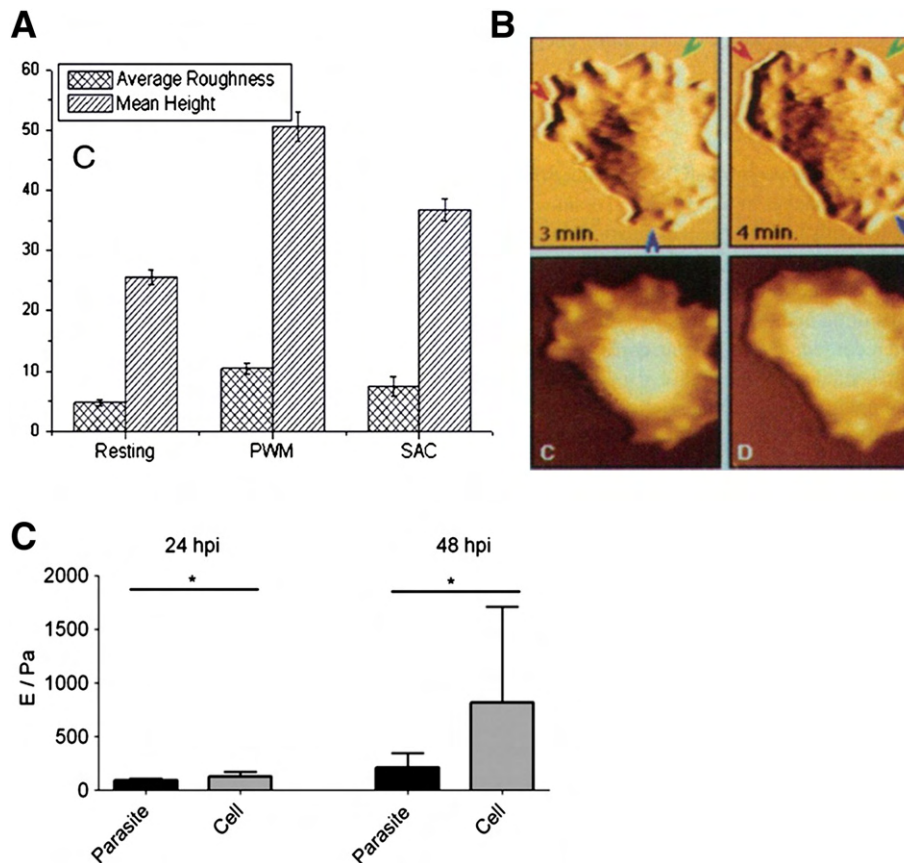 A
60
50
40
30
20
10
0
Average Roughness
Mean Height
C
Resting PWM SAC
B
3 min. 4 min.
C D
C
24 hpi 48 hpi
* *
E / Pa
2000
1500
1000
500
0
Parasite Cell Parasite Cell